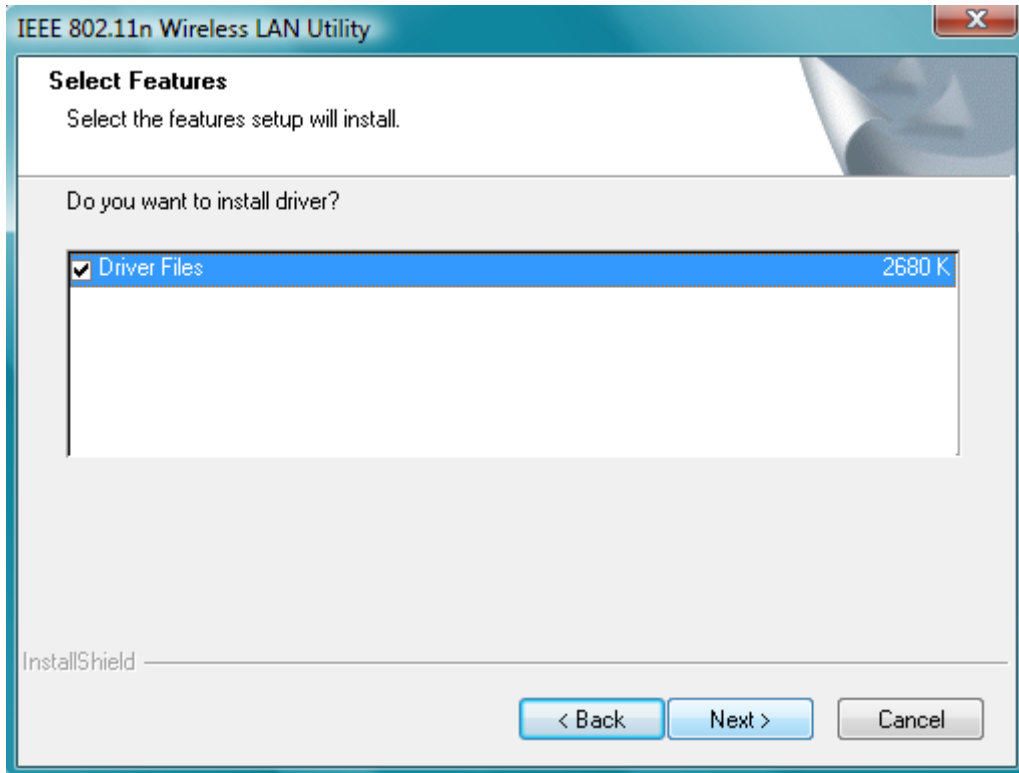 IEEE 802.11n Wireless LAN Utility
Select Features
Select the features setup will install.
Do you want to install driver?
Driver Files 2680 K
InstallShield
< Back Next > Cancel